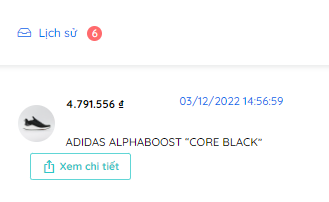 Lịch sử 6
4.791.556 ₫ 03/12/2022 14:56:59
ADIDAS ALPHABOOST “CORE BLACK”
Xem chi tiết